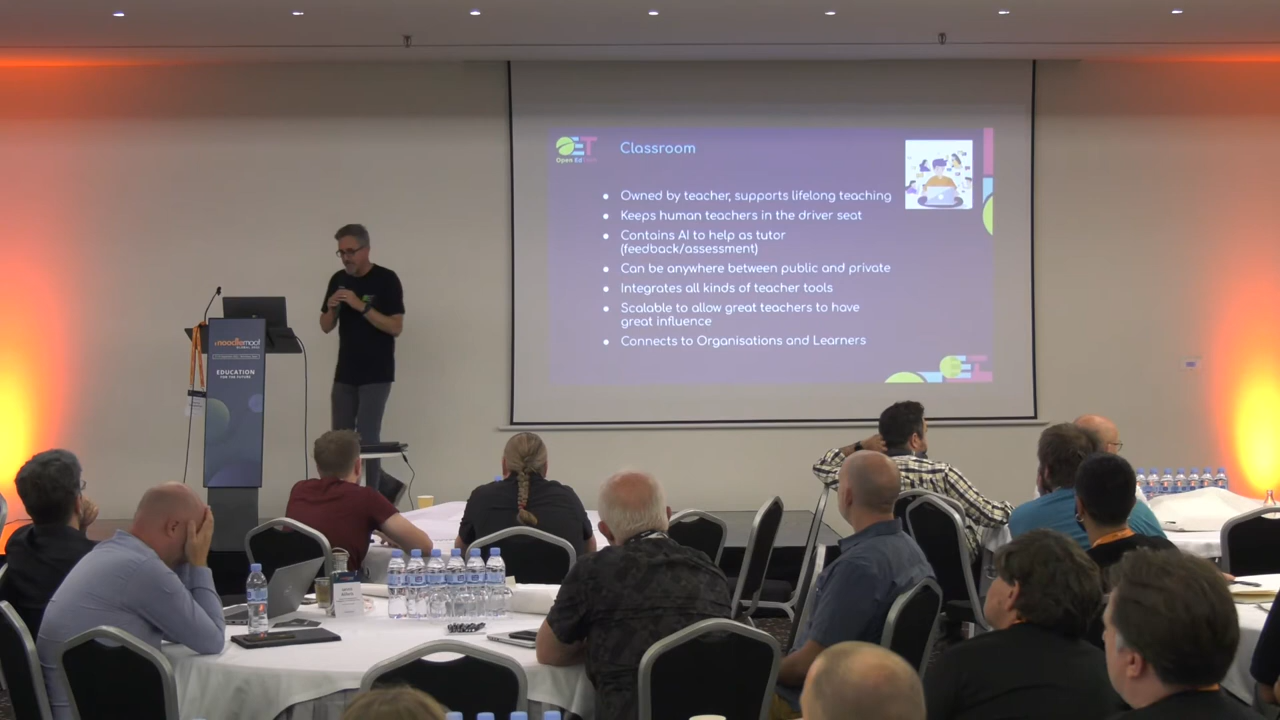 Classroom
Open EdTech
● Owned by teacher, supports lifelong teaching
● Keeps human teachers in the driver seat
● Contains AI to help as tutor
(feedback/assessment)
● Can be anywhere between public and private
● Integrates all kinds of teacher tools
● Scalable to allow great teachers to have
great influence
● Connects to Organisations and Learners
moodlemoot
EDUCATION
FOR THE FUTURE